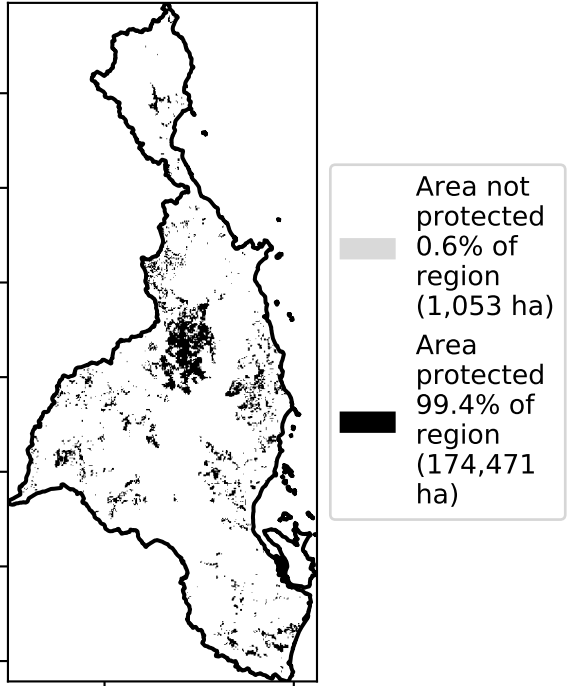 Area not
protected
0.6% of
region
(1,053 ha)
Area
protected
99.4% of
region
(174,471
ha)